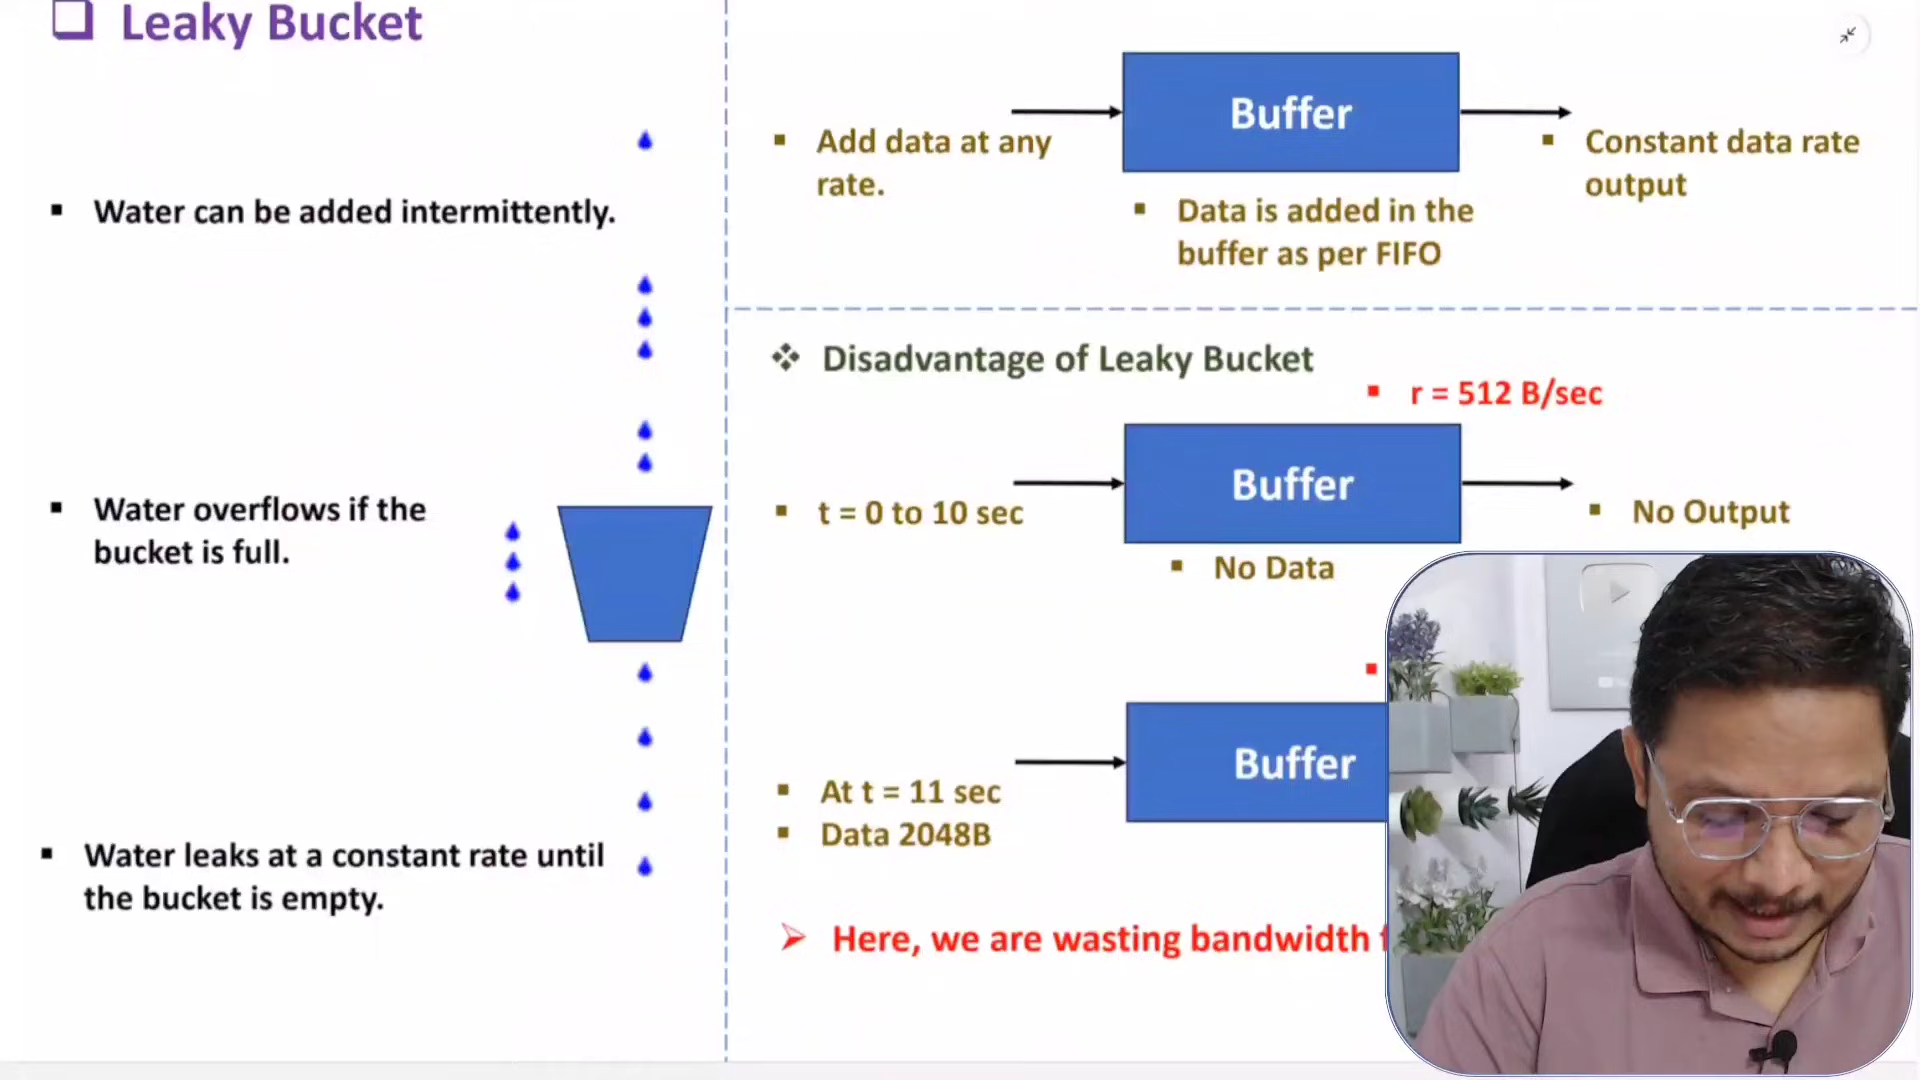 Leaky Bucket
Water can be added intermittently.
Water overflows if the
bucket is full.
Water leaks at a constant rate until
the bucket is empty.
Buffer
Add data at any
rate.
Constant data rate
output
Data is added in the
buffer as per FIFO
Disadvantage of Leaky Bucket
r = 512 B/sec
Buffer
t = 0 to 10 sec
No Output
No Data
Buffer
At t = 11 sec
Data 2048B
Here, we are wasting bandwidth